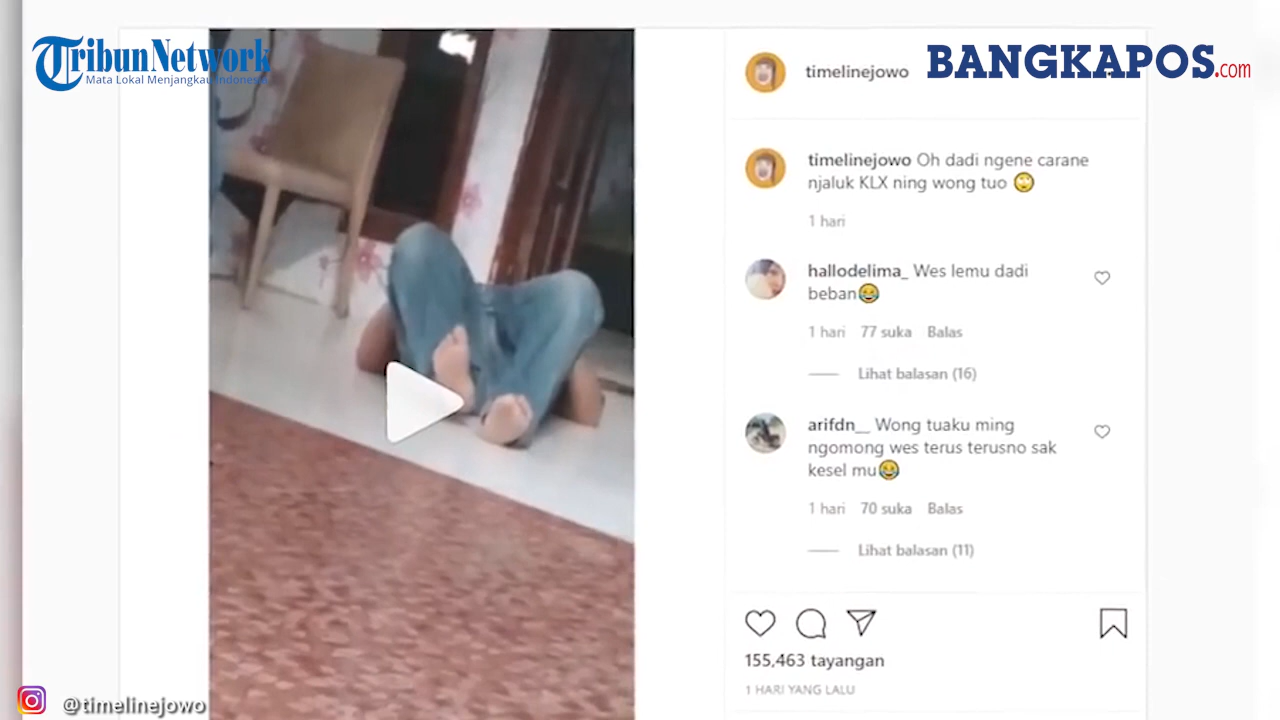 Tribun Network
Mata Lokal Menjangkau Indonesia
BANGKAPOS.com
timelinejowo
timelinejowo Oh dadi ngene carane
njaluk KLX ning wong tuo 🙄
1 hari
hallodelima_ Wes lemu dadi
beban😂
1 hari 77 suka Balas
Lihat balasan (16)
arifdn__ Wong tuaku ming
ngomong wes terus terusno sak
kesel mu😂
1 hari 70 suka Balas
Lihat balasan (11)
155,463 tayangan
1 HARI YANG LALU
@timelinejowo